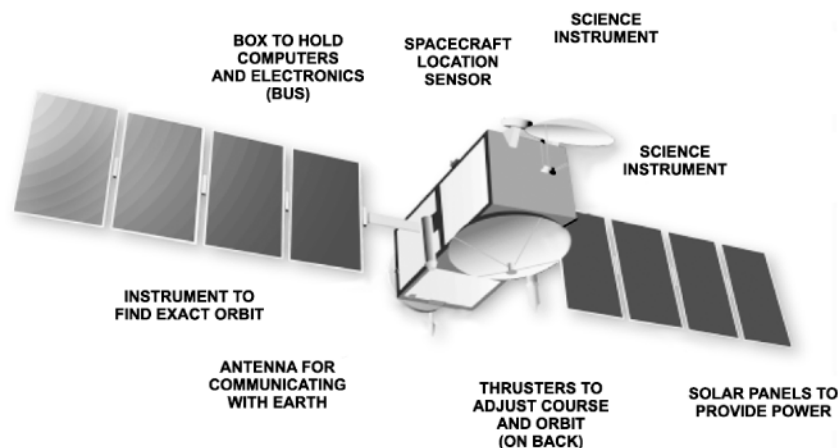 SCIENCE
INSTRUMENT
BOX TO HOLD
COMPUTERS
AND ELECTRONICS
(BUS)
SPACECRAFT
LOCATION
SENSOR
SCIENCE
INSTRUMENT
INSTRUMENT TO
FIND EXACT ORBIT
ANTENNA FOR
COMMUNICATING
WITH EARTH
THRUSTERS TO
ADJUST COURSE
AND ORBIT
(ON BACK)
SOLAR PANELS TO
PROVIDE POWER